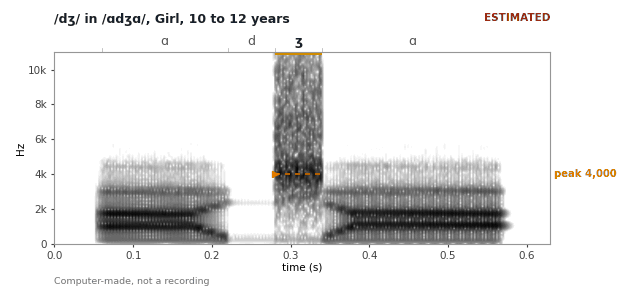 /dʒ/ in /ɑdʒɑ/, Girl, 10 to 12 years
ESTIMATED
ɑ d ʒ ɑ
10k
8k
6k
4k
2k
0
Hz
peak 4,000
0.0 0.1 0.2 0.3 0.4 0.5 0.6
time (s)
Computer-made, not a recording